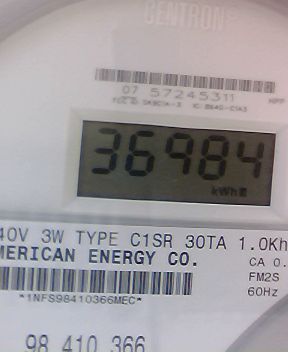 CENTRON®
07 57245311
36984
kWh
40V 3W TYPE C1SR 30TA 1.0Kh
MERICAN ENERGY CO.
CA 0.
FM2S
*1NFS98410366MEC*
60Hz
98 410 366